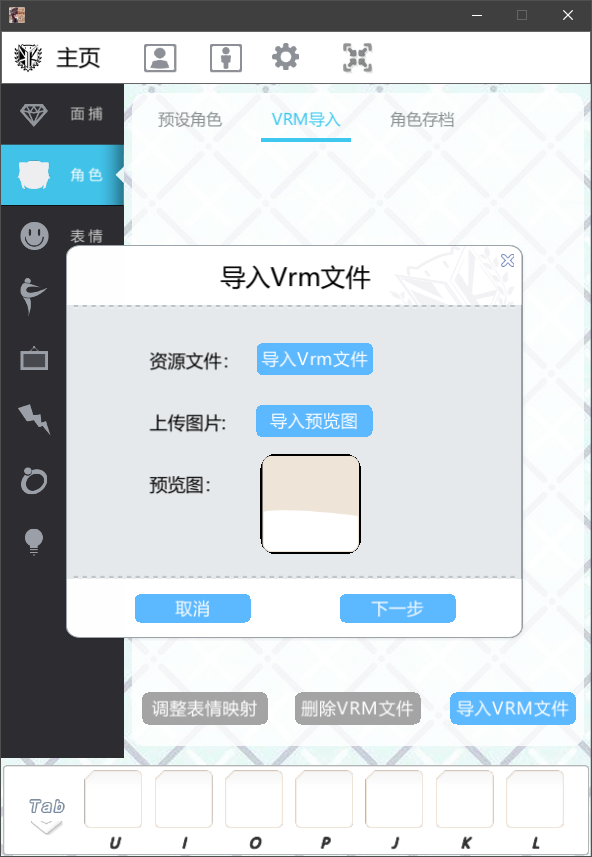 主页
面捕
预设角色 VRM导入 角色存档
角色
表情
导入Vrm文件
资源文件： 导入Vrm文件
上传图片: 导入预览图
预览图：
取消 下一步
调整表情映射 删除VRM文件 导入VRM文件
Tab
U I O P J K L